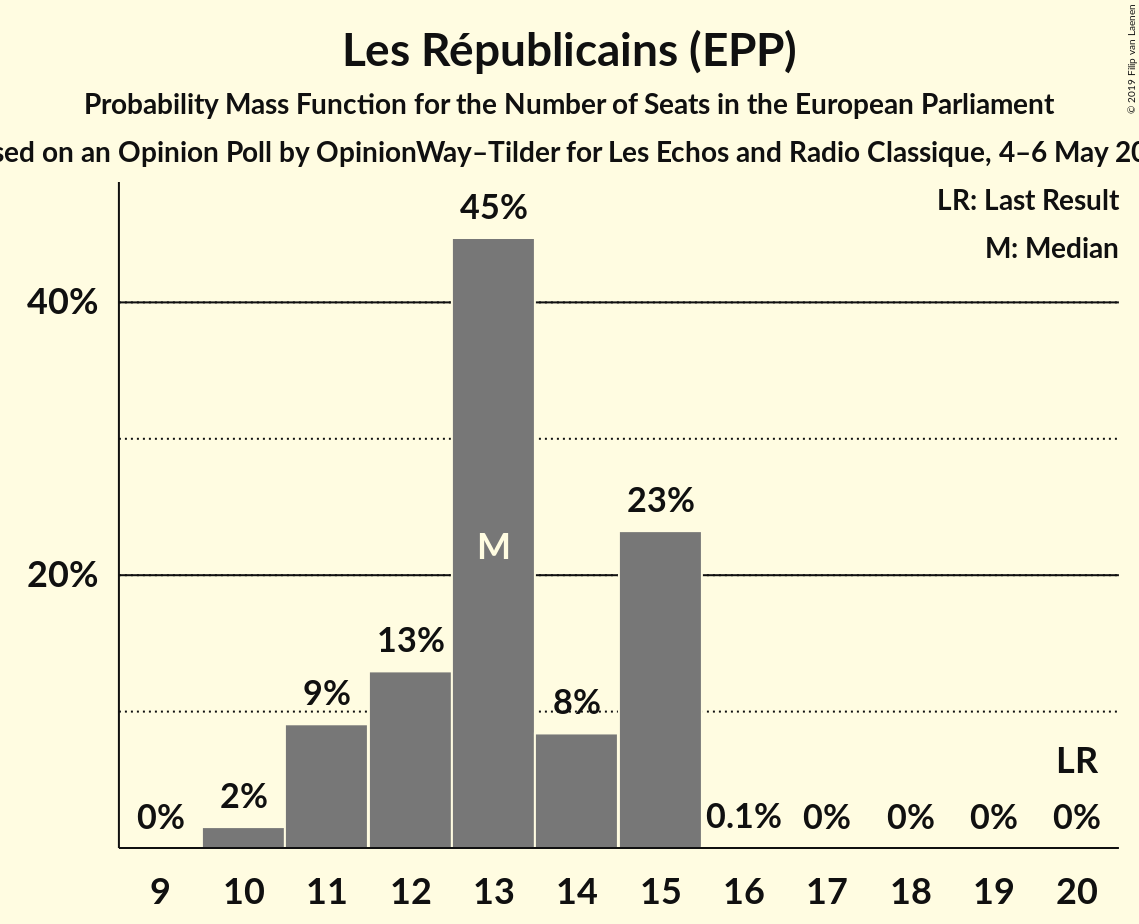 Les Républicains (EPP)
Probability Mass Function for the Number of Seats in the European Parliament
on an Opinion Poll by OpinionWay–Tilder for Les Echos and Radio Classique, 4–6 May
© 2019 Filip van Laenen
LR: Last Result
M: Median
45%
40%
23%
M
20%
13%
9%
8%
LR
2%
0%
0.1%
0%
0%
0%
0%
9 10 11 12 13 14 15 16 17 18 19 20